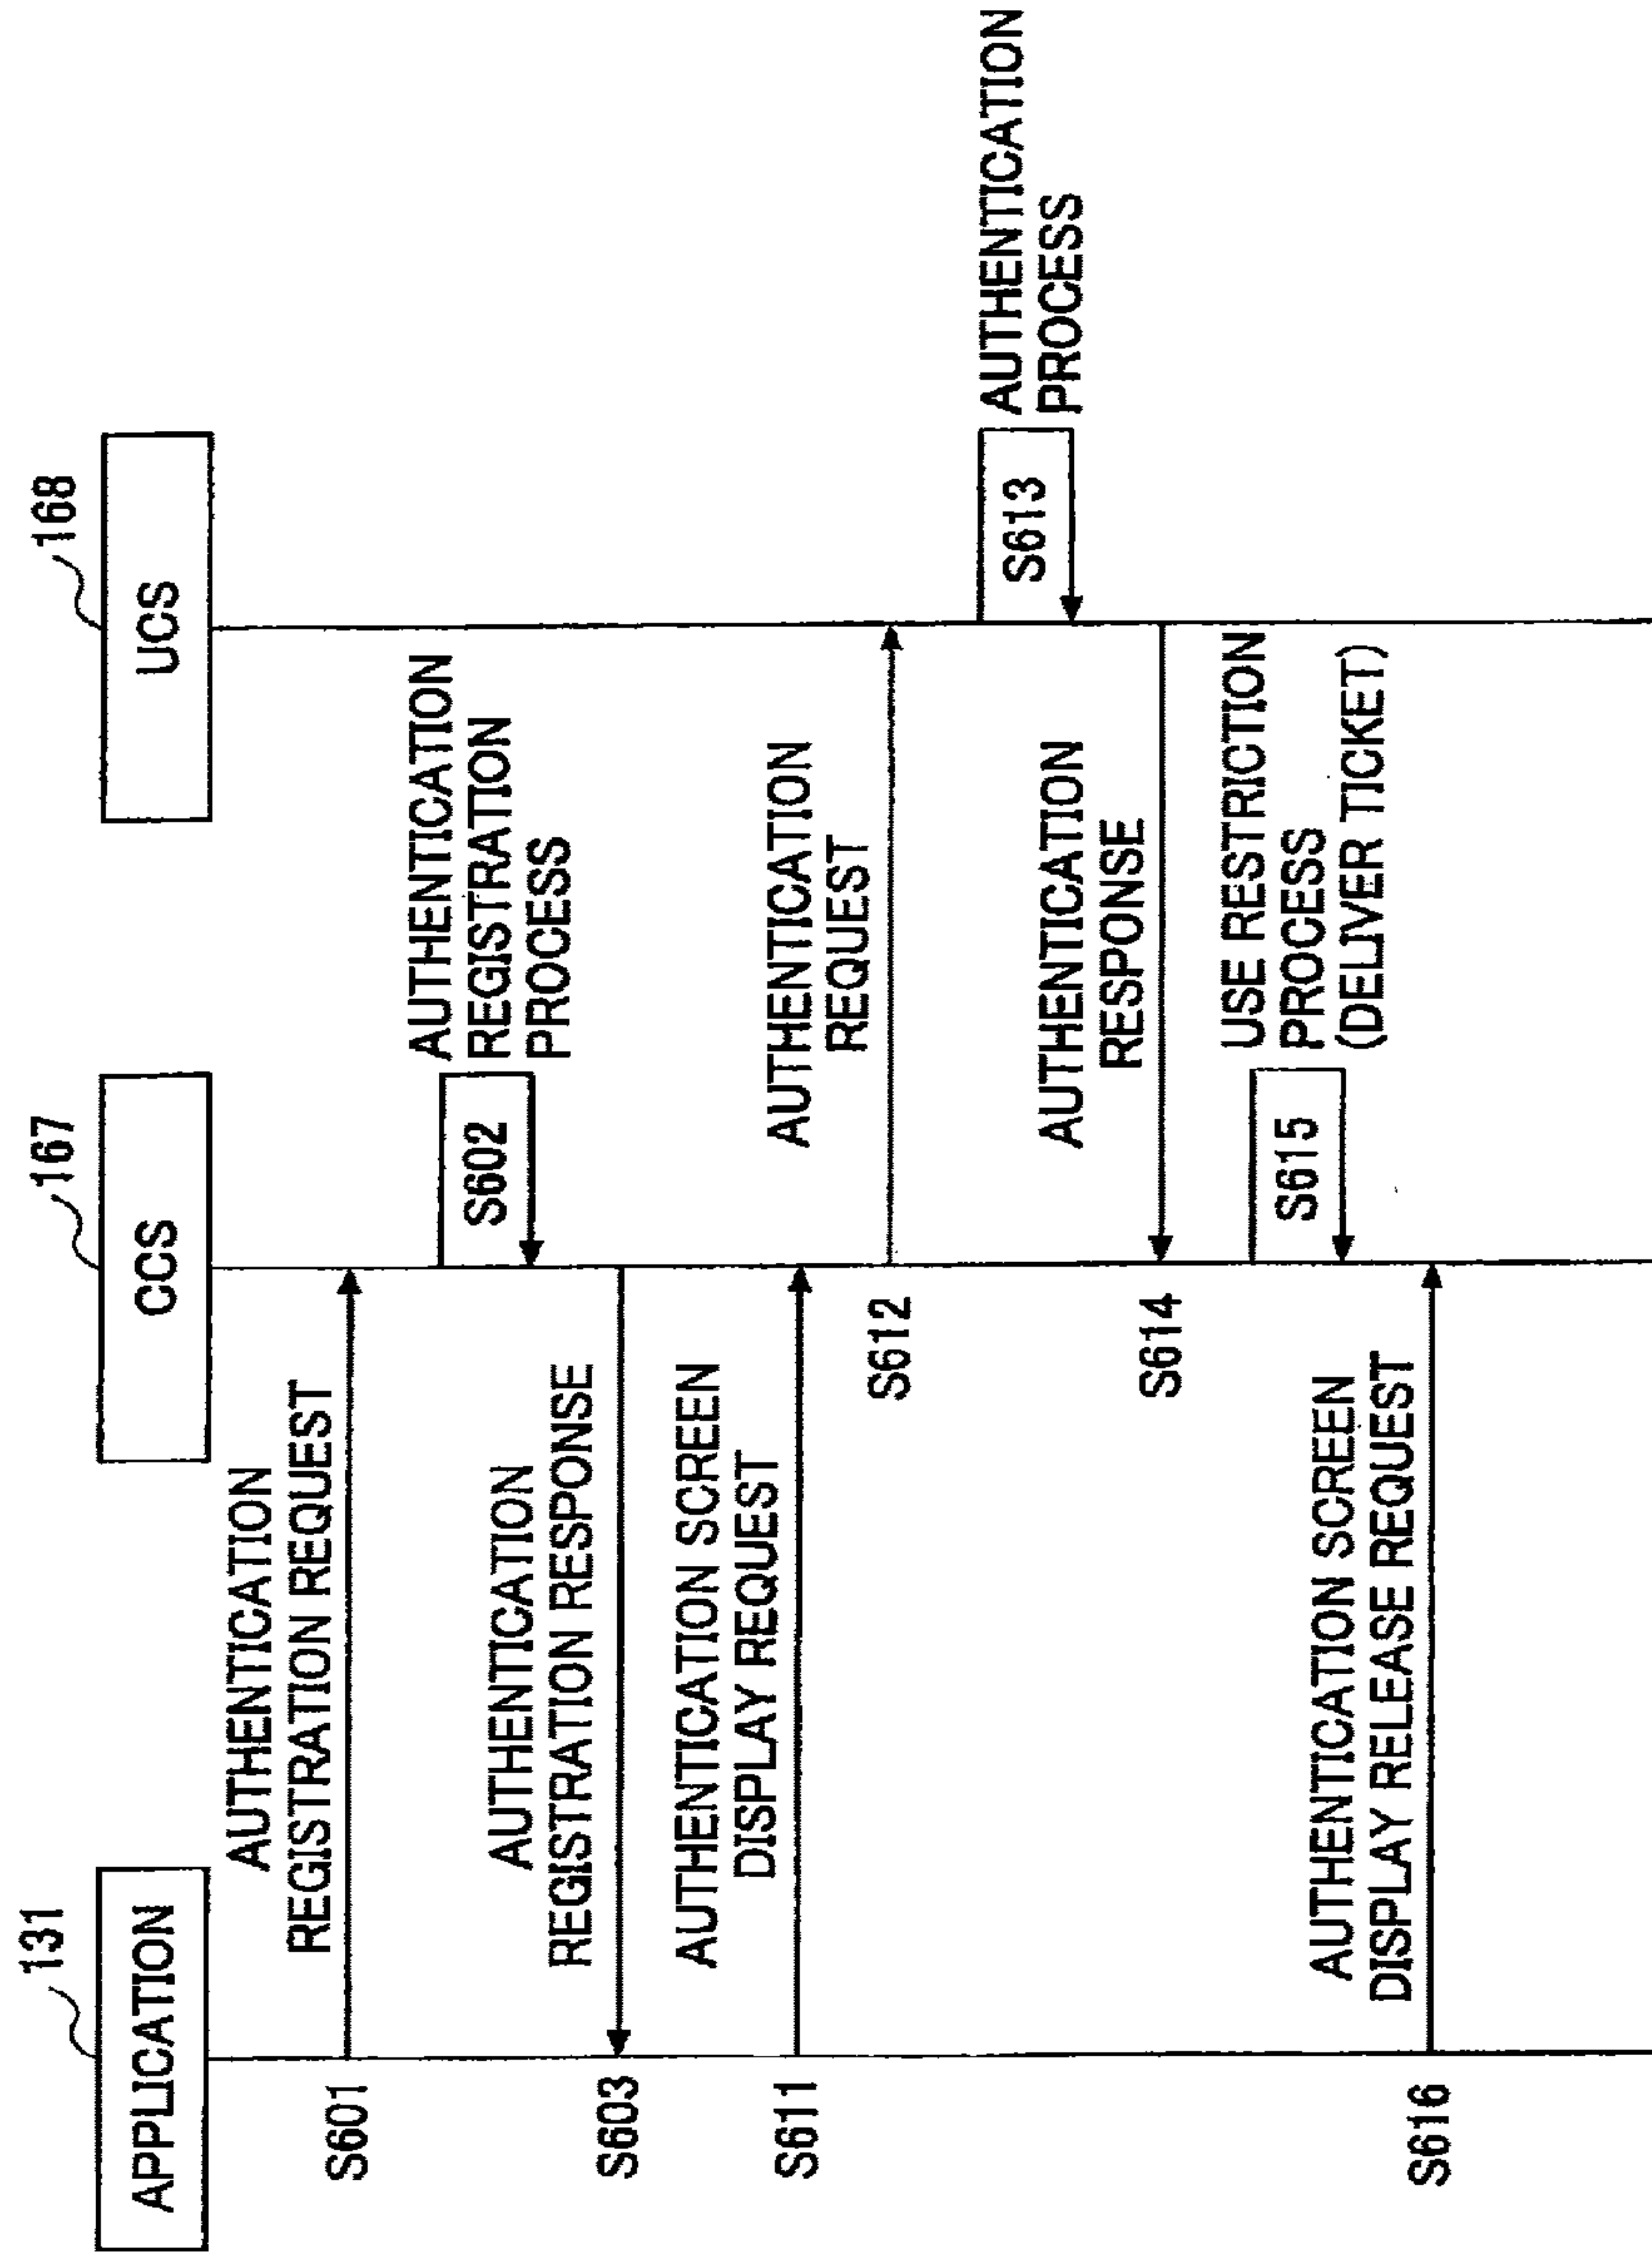 131
APPLICATION
167
CCS
168
UCS
AUTHENTICATION
REGISTRATION REQUEST
S601
AUTHENTICATION
REGISTRATION
PROCESS
S602
AUTHENTICATION
REGISTRATION RESPONSE
S603
AUTHENTICATION SCREEN
DISPLAY REQUEST
S611
AUTHENTICATION
REQUEST
S612
AUTHENTICATION
PROCESS
S613
AUTHENTICATION
RESPONSE
S614
USE RESTRICTION
PROCESS
(DELIVER TICKET)
S615
AUTHENTICATION SCREEN
DISPLAY RELEASE REQUEST
S616